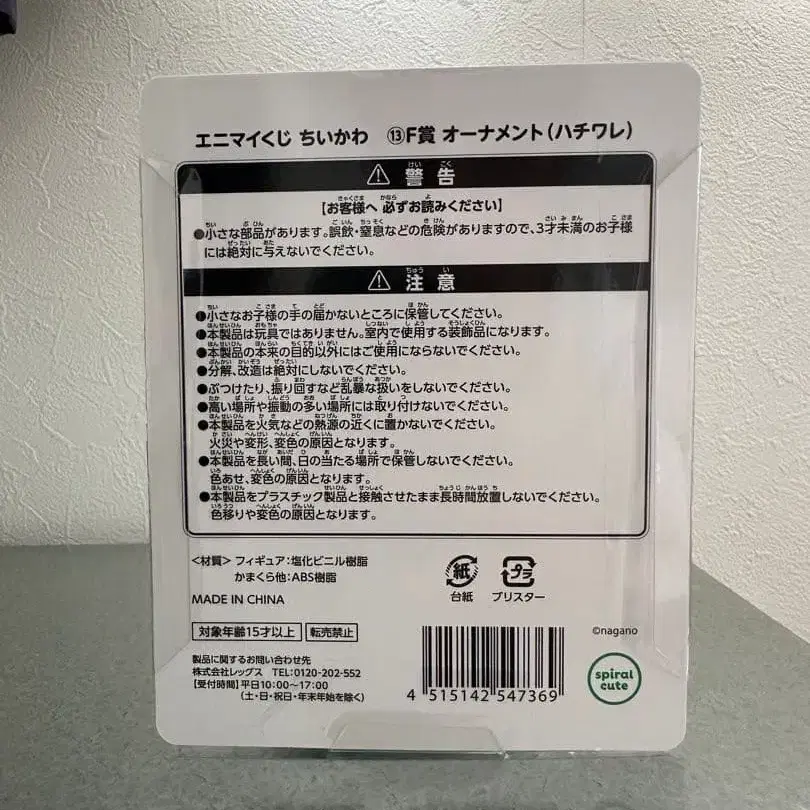 エニマイくじ ちいかわ ⑬F賞 オーナメント(ハチワレ)
⚠ 警告
【お客様へ 必ずお読みください】
●小さな部品があります。誤飲・窒息などの危険がありますので、3才未満のお子様
には絶対に与えないでください。
⚠ 注意
●小さなお子様の手の届かないところに保管してください。
●本製品は玩具ではありません。室内で使用する装飾品になります。
●本製品の本来の目的以外にはご使用にならないでください。
●分解、改造は絶対にしないでください。
●ぶつけたり、振り回すなど乱暴な扱いをしないでください。
●高い場所や振動の多い場所には取り付けないでください。
●本製品を火気などの熱源の近くに置かないでください。
火災や変形、変色の原因となります。
●本製品を長い間、日の当たる場所で保管しないでください。
色あせ、変色の原因となります。
●本製品をプラスチック製品と接触させたまま長時間放置しないでください。
色移りや変色の原因となります。
<材質> フィギュア:塩化ビニル樹脂
かまくら他:ABS樹脂
MADE IN CHINA
紙 プラ
台紙 ブリスター
対象年齢15才以上 転売禁止
製品に関するお問い合わせ先
株式会社レッグス TEL:0120-202-552
【受付時間】平日10:00~17:00
(土・日・祝日・年末年始を除く)
4 515142 547369
©nagano
spiral
cute